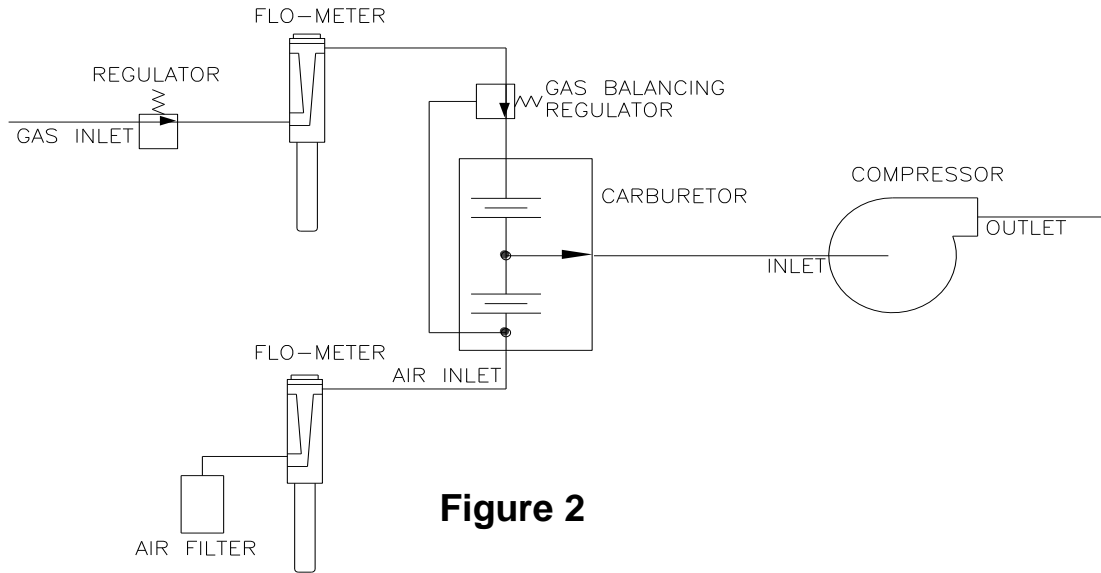 FLO-METER
REGULATOR
GAS INLET
GAS BALANCING
REGULATOR
CARBURETOR
COMPRESSOR
OUTLET
INLET
FLO-METER
AIR INLET
AIR FILTER
Figure 2